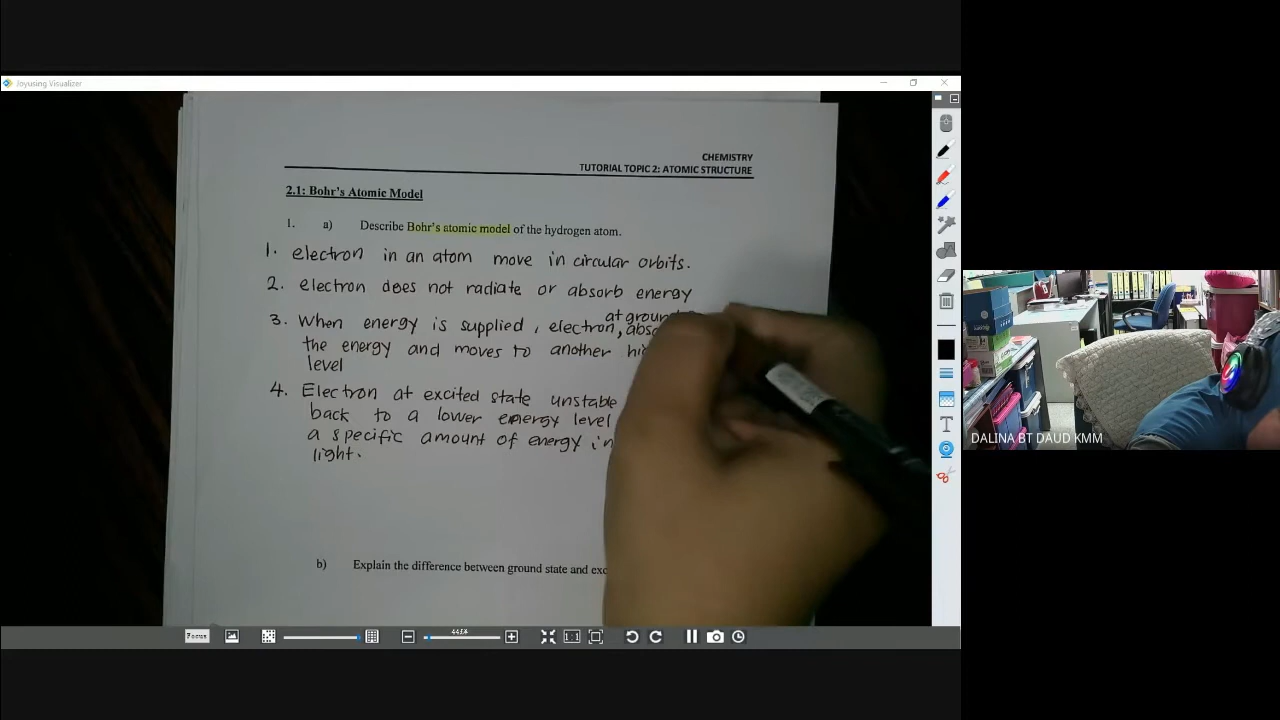 Joyusing Visualizer
CHEMISTRY
TUTORIAL TOPIC 2: ATOMIC STRUCTURE
2.1: Bohr's Atomic Model
1. a) Describe Bohr's atomic model of the hydrogen atom.
1. electron in an atom move in circular orbits.
2. electron does not radiate or absorb energy
at ground
3. When energy is supplied, electron, abso
the energy and moves to another hi
level
4. Electron at excited state unstable
back to a lower energy level
a specific amount of energy in
light.
b) Explain the difference between ground state and exc
DALINA BT DAUD KMM
Focus
1:1
T